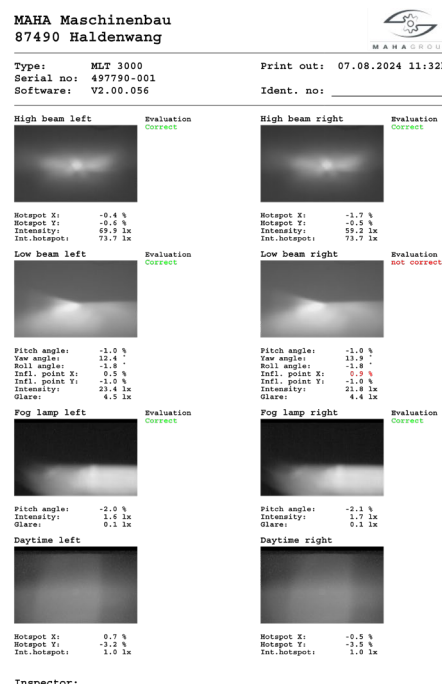 MAHA Maschinenbau
87490 Haldenwang
MAHAGROU
Type: MLT 3000 Print out: 07.08.2024 11:32
Serial no: 497790-001
Software: V2.00.056 Ident. no:
High beam left Evaluation High beam right Evaluation
Correct Correct
Hotspot X: -0.4 % Hotspot X: -1.7 %
Hotspot Y: -0.6 % Hotspot Y: -0.5 %
Intensity: 69.9 lx Intensity: 59.2 lx
Int.hotspot: 73.7 lx Int.hotspot: 73.7 lx
Low beam left Evaluation Low beam right Evaluation
Correct not correct
Pitch angle: -1.0 % Pitch angle: -1.0 %
Yaw angle: 12.4 ' Yaw angle: 13.9 '
Roll angle: -1.8 ' Roll angle: -1.8 '
Infl. point X: 0.5 % Infl. point X: 0.9 %
Infl. point Y: -1.0 % Infl. point Y: -1.0 %
Intensity: 23.4 lx Intensity: 21.8 lx
Glare: 4.5 lx Glare: 4.4 lx
Fog lamp left Evaluation Fog lamp right Evaluation
Correct Correct
Pitch angle: -2.0 % Pitch angle: -2.1 %
Intensity: 1.6 lx Intensity: 1.7 lx
Glare: 0.1 lx Glare: 0.1 lx
Daytime left Daytime right
Hotspot X: 0.7 % Hotspot X: -0.5 %
Hotspot Y: -3.2 % Hotspot Y: -3.5 %
Int.hotspot: 1.0 lx Int.hotspot: 1.0 lx
Inspector: